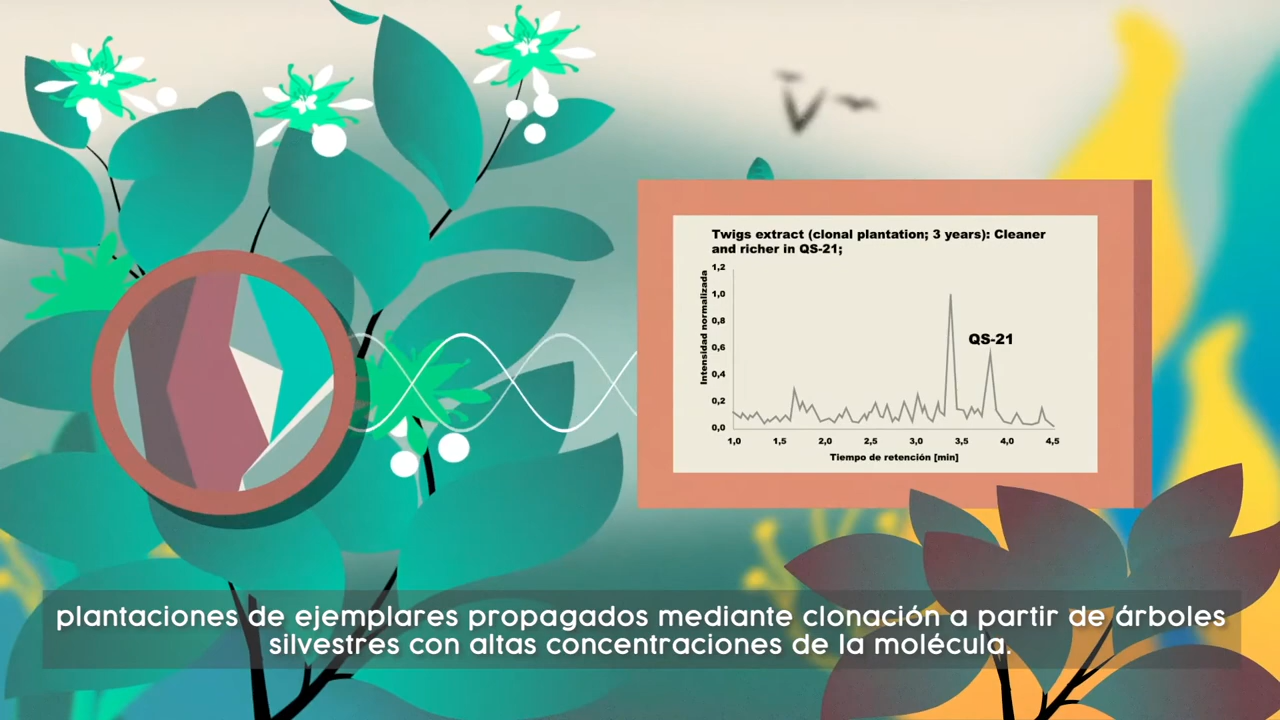 Twigs extract (clonal plantation; 3 years): Cleaner
and richer in QS-21;
Intensidad normalizada
1,2
1,0
0,8
0,6
0,4
0,2
0,0
QS-21
1,0 1,5 2,0 2,5 3,0 3,5 4,0 4,5
Tiempo de retención [min]
plantaciones de ejemplares propagados mediante clonación a partir de árboles
silvestres con altas concentraciones de la molécula.